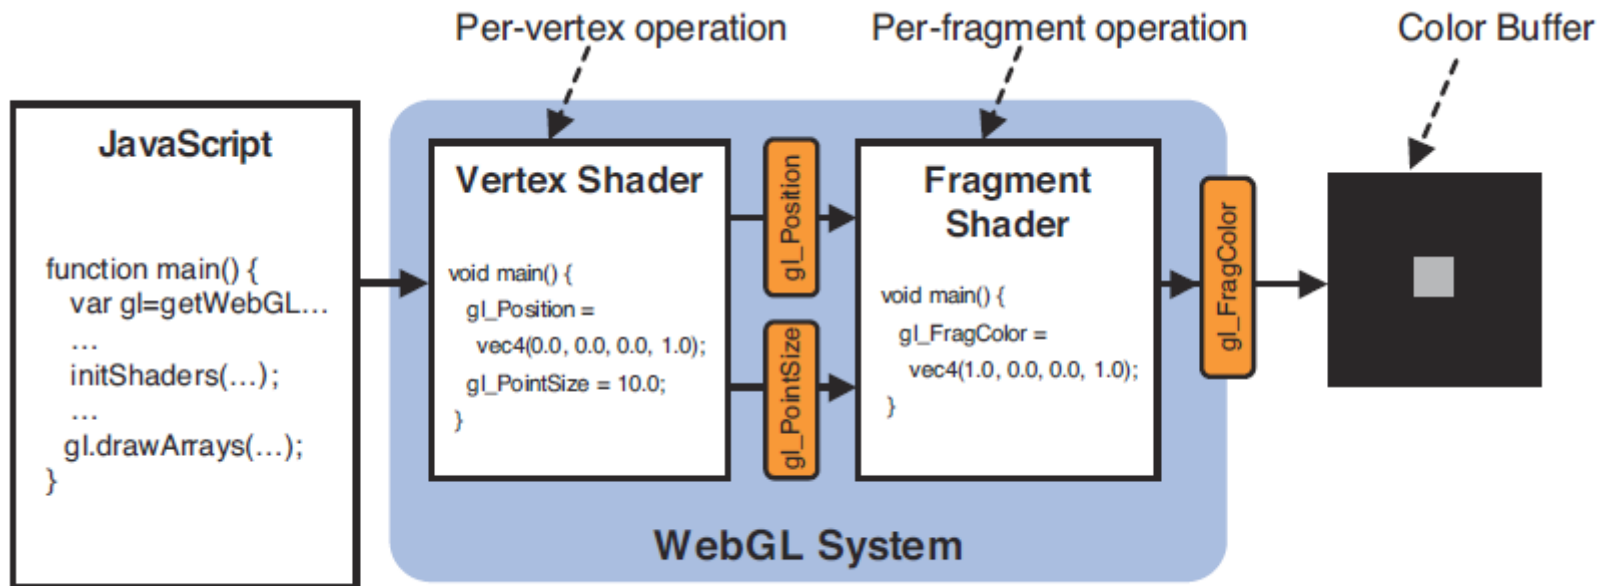 Per-vertex operation
Per-fragment operation
Color Buffer
JavaScript
function main() {
var gl=getWebGL…
…
initShaders(…);
…
gl.drawArrays(…);
}
Vertex Shader
void main() {
gl_Position =
vec4(0.0, 0.0, 0.0, 1.0);
gl_PointSize = 10.0;
}
gl_Position
gl_PointSize
Fragment
Shader
void main() {
gl_FragColor =
vec4(1.0, 0.0, 0.0, 1.0);
}
gl_FragColor
WebGL System